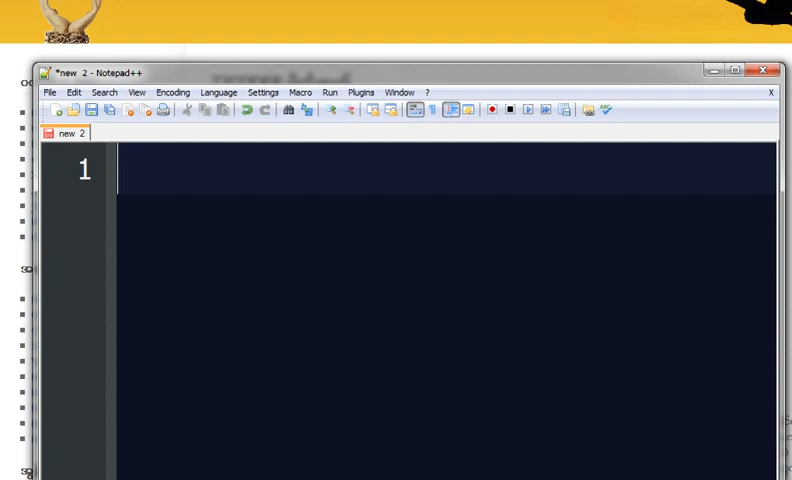 *new 2 - Notepad++
File Edit Search View Encoding Language Settings Macro Run Plugins Window ? X
new 2
1